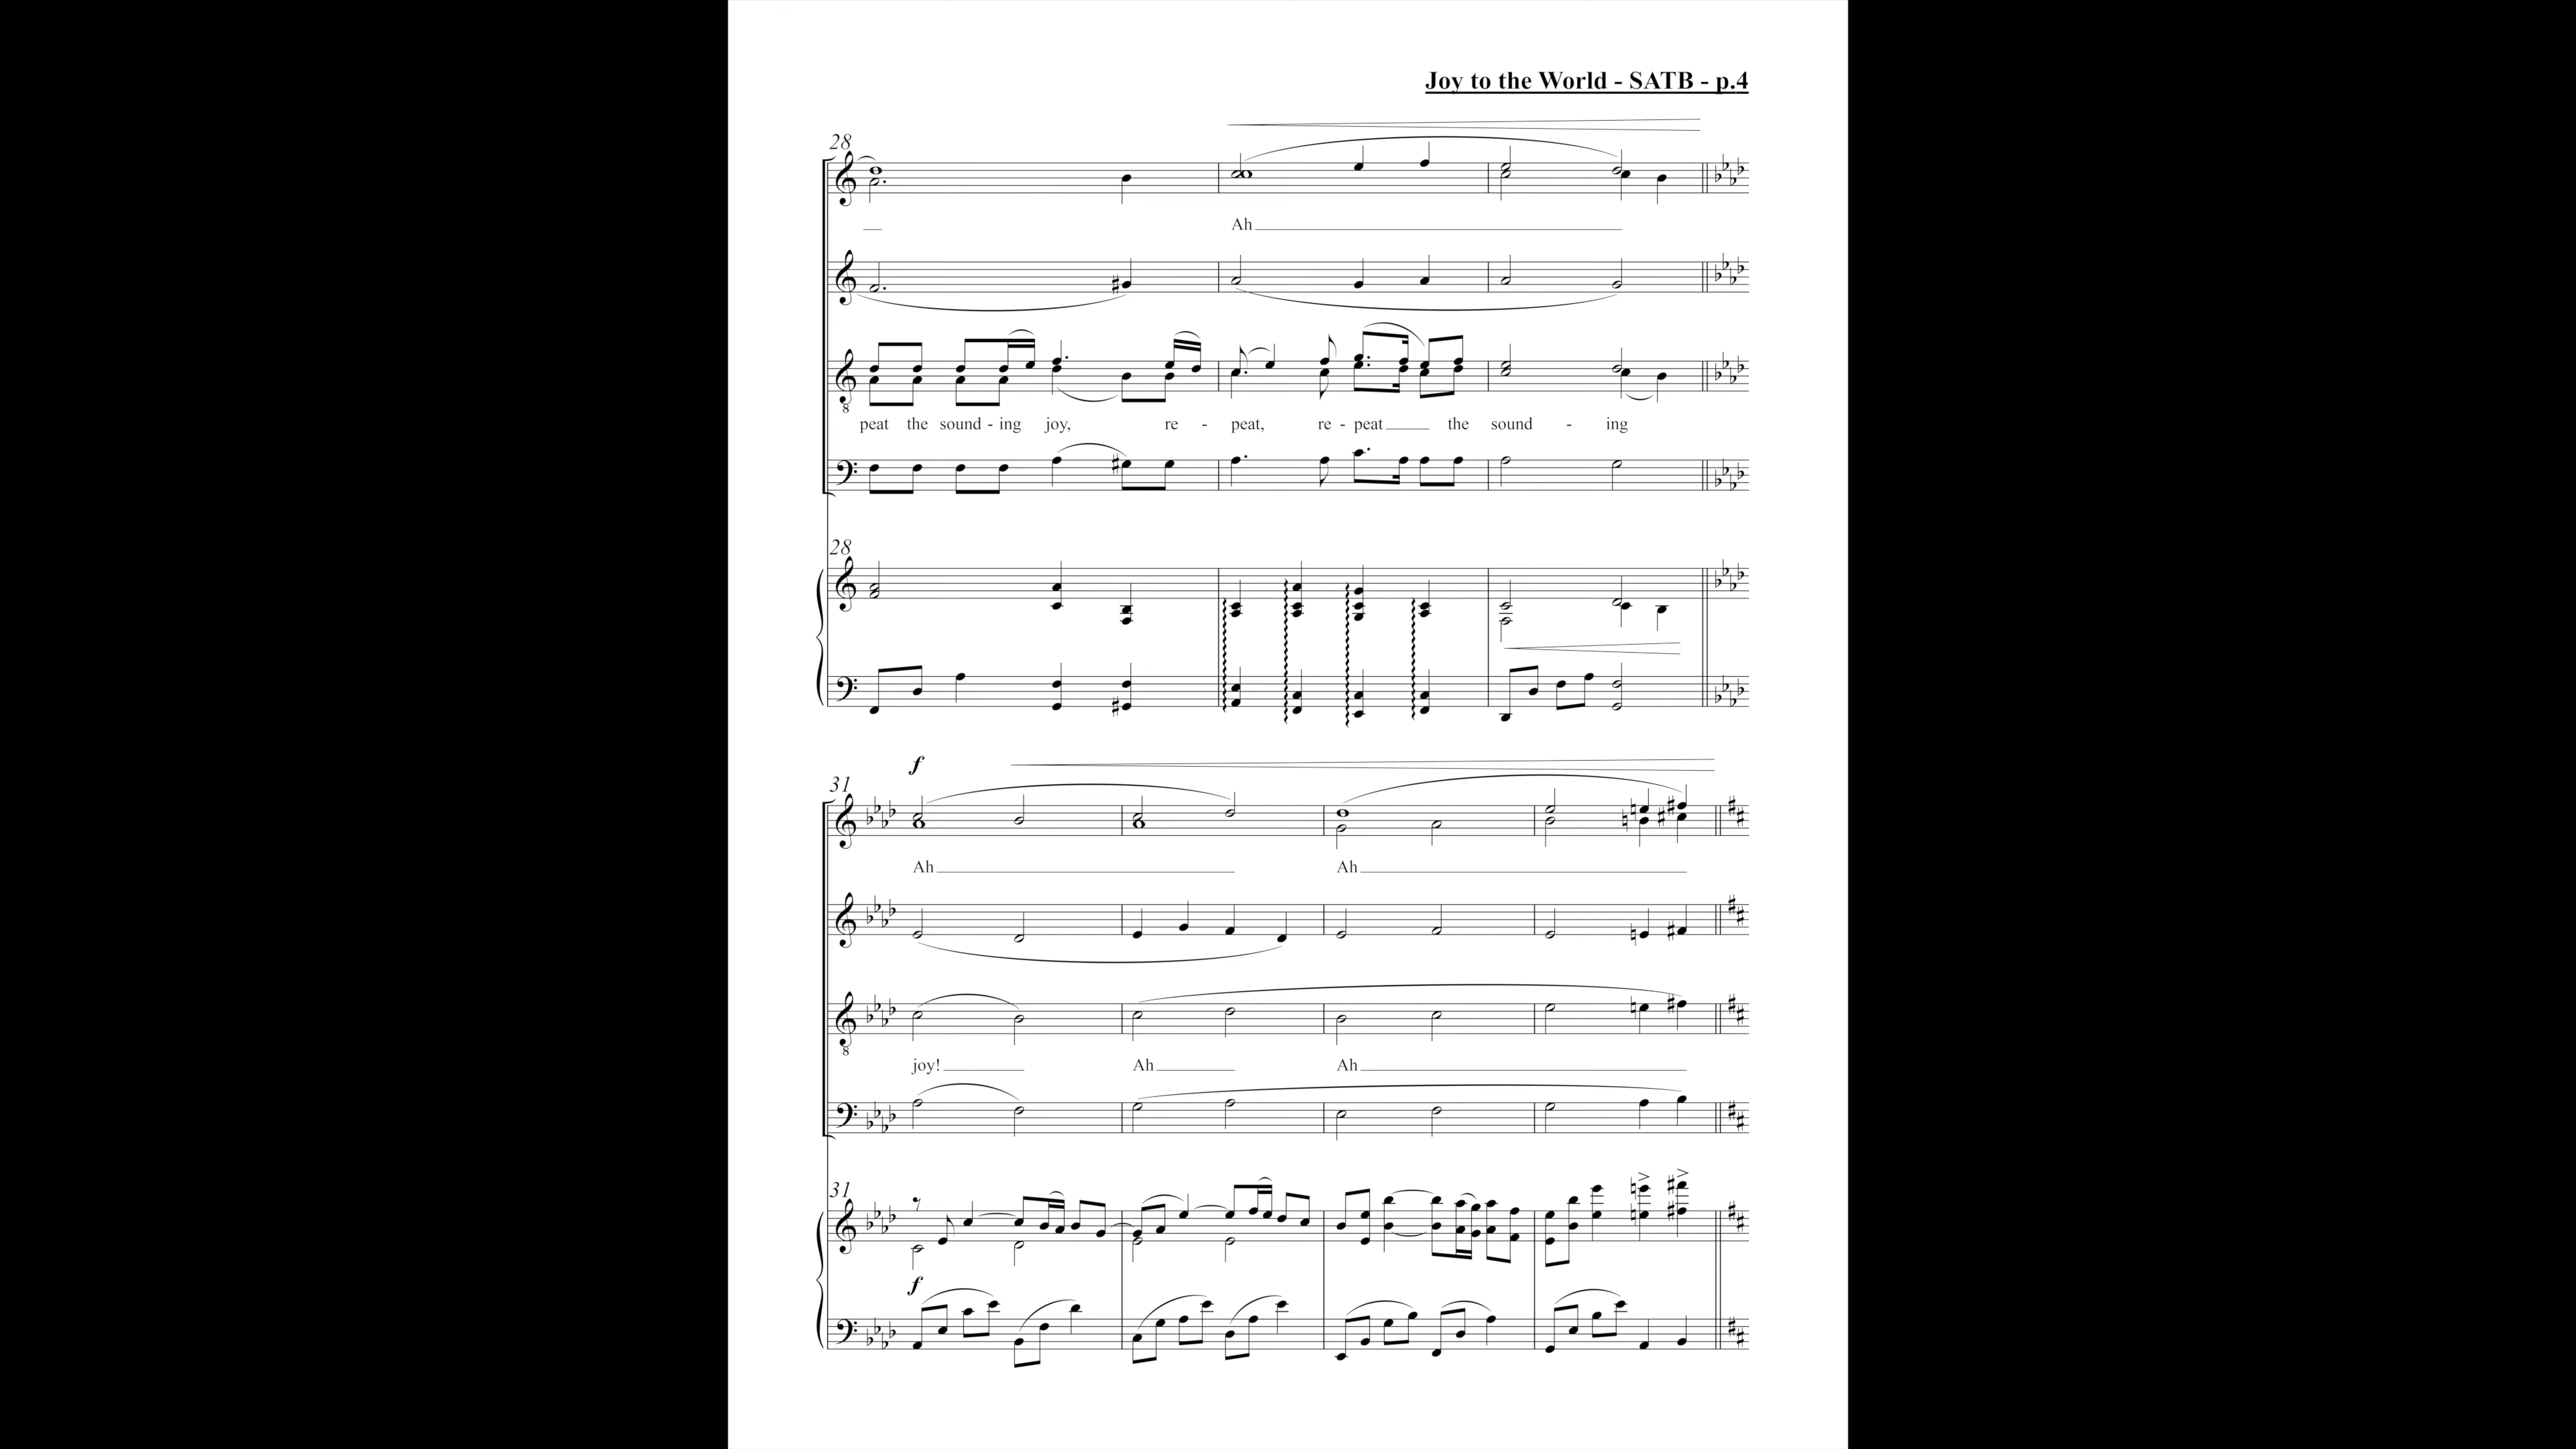 Joy to the World - SATB - p.4
28
Ah
peat the sound - ing joy, re - peat, re - peat the sound - ing
28
f
31
Ah Ah
joy! Ah Ah
31
f